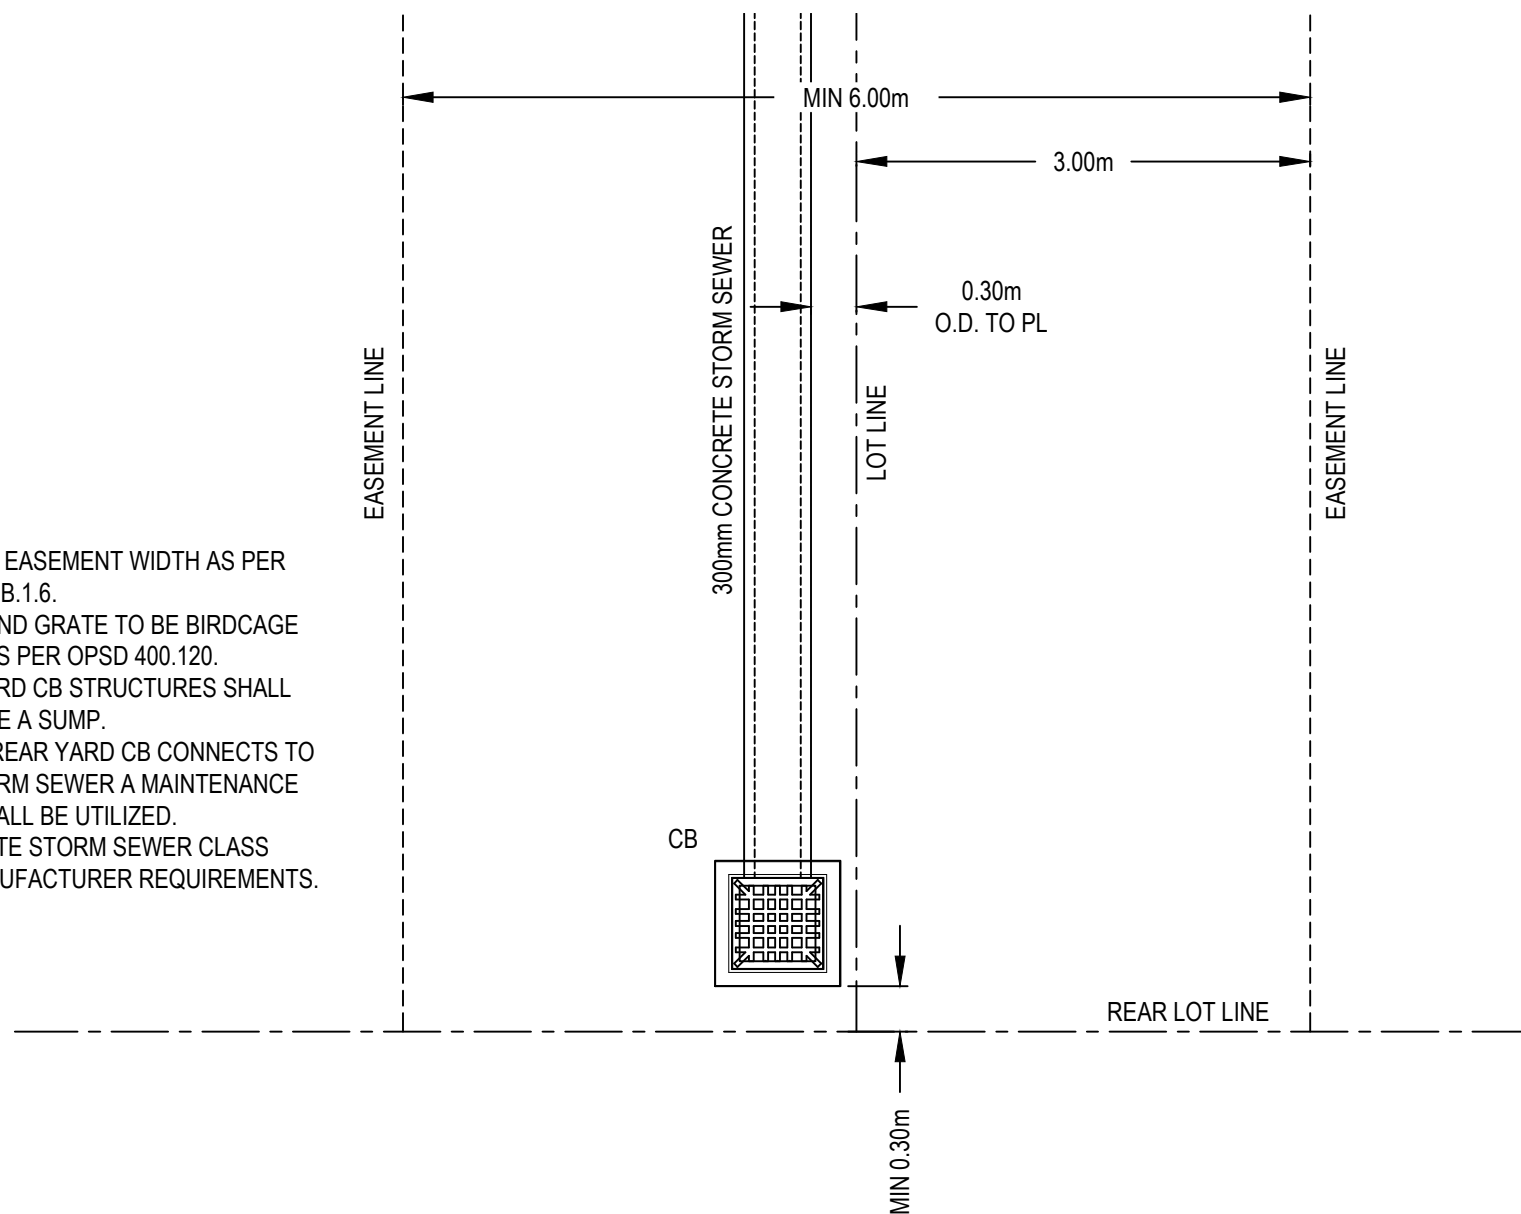 MIN 6.00m
3.00m
0.30m
O.D. TO PL
300mm CONCRETE STORM SEWER
EASEMENT LINE
LOT LINE
EASEMENT LINE
EASEMENT WIDTH AS PER
B.1.6.
ND GRATE TO BE BIRDCAGE
S PER OPSD 400.120.
RD CB STRUCTURES SHALL
E A SUMP.
REAR YARD CB CONNECTS TO
RM SEWER A MAINTENANCE
ALL BE UTILIZED.
TE STORM SEWER CLASS
UFACTURER REQUIREMENTS.
CB
REAR LOT LINE
MIN 0.30m